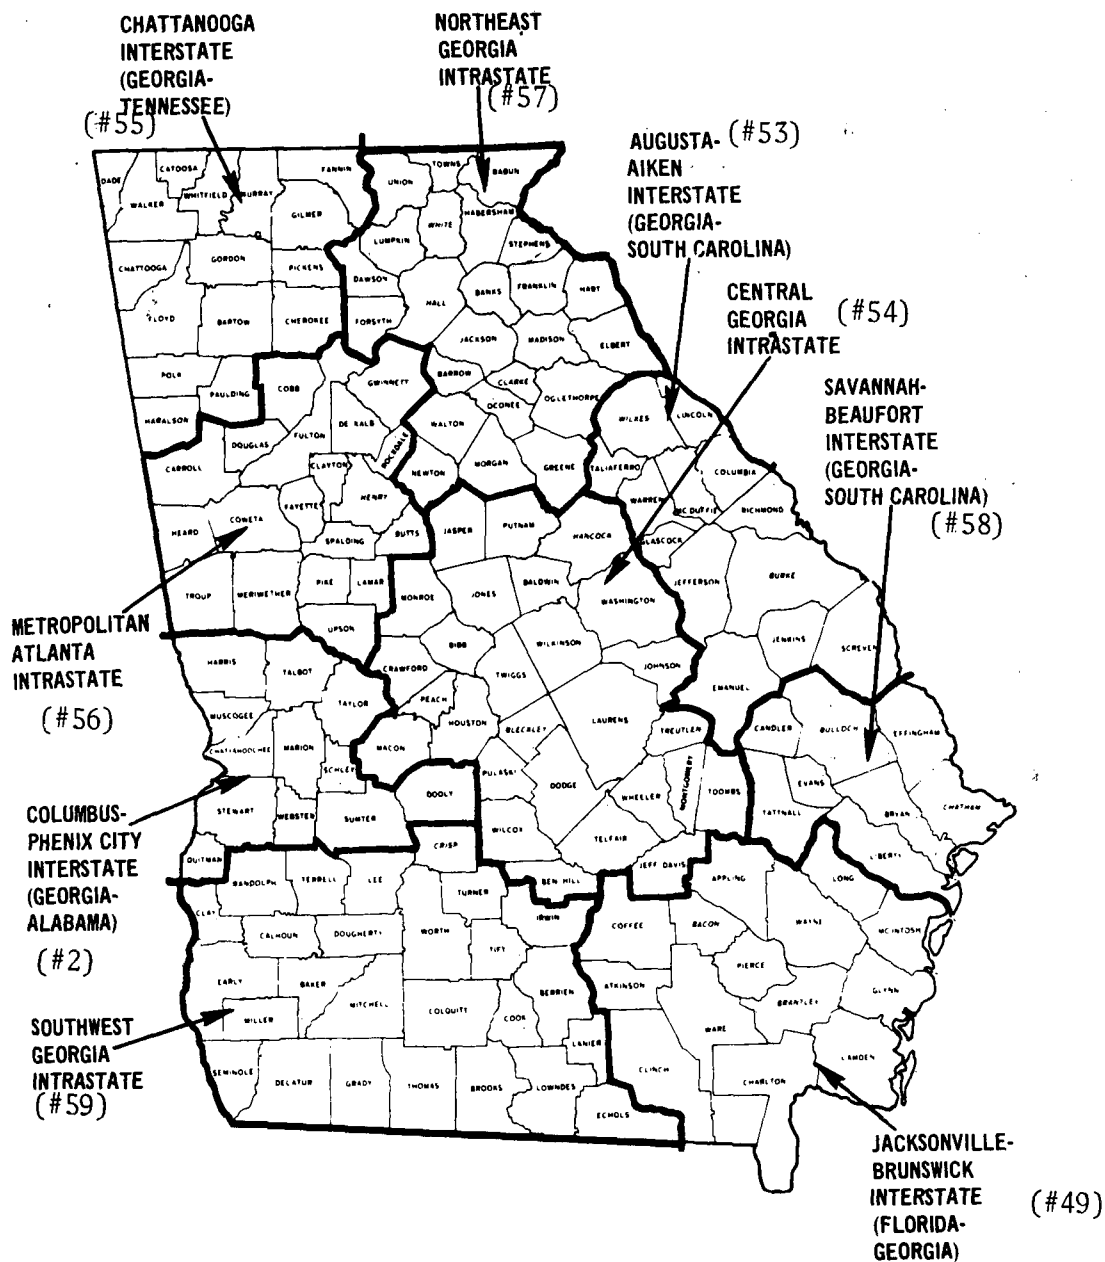 CHATTANOOGA
INTERSTATE
(GEORGIA-
TENNESSEE)
(#55)
NORTHEAST
GEORGIA
INTRASTATE
(#57)
AUGUSTA-
AIKEN
INTERSTATE
(GEORGIA-
SOUTH CAROLINA)
(#53)
CENTRAL
GEORGIA
INTRASTATE
(#54)
SAVANNAH-
BEAUFORT
INTERSTATE
(GEORGIA-
SOUTH CAROLINA)
(#58)
METROPOLITAN
ATLANTA
INTRASTATE
(#56)
COLUMBUS-
PHENIX CITY
INTERSTATE
(GEORGIA-
ALABAMA)
(#2)
SOUTHWEST
GEORGIA
INTRASTATE
(#59)
JACKSONVILLE-
BRUNSWICK
INTERSTATE
(FLORIDA-
GEORGIA)
(#49)
DADE
CATOOSA
WALKER
WHITFIELD
MURRAY
FANNIN
GILMER
UNION
TOWNS
RABUN
HABERSHAM
WHITE
LUMPKIN
STEPHENS
CHATTOOGA
GORDON
PICKENS
DAWSON
HALL
BANKS
FRANKLIN
HART
FLOYD
BARTOW
CHEROKEE
FORSYTH
JACKSON
MADISON
ELBERT
POLK
PAULDING
COBB
GWINNETT
BARROW
CLARKE
OCONEE
OGLETHORPE
WILKES
LINCOLN
HARALSON
DOUGLAS
FULTON
DE KALB
ROCKDALE
WALTON
CARROLL
CLAYTON
NEWTON
MORGAN
GREENE
TALIAFERRO
COLUMBIA
HENRY
FAYETTE
WARREN
MC DUFFIE
RICHMOND
HEARD
COWETA
SPALDING
BUTTS
JASPER
PUTNAM
HANCOCK
GLASCOCK
TROUP
MERIWETHER
PIKE
LAMAR
MONROE
JONES
BALDWIN
WASHINGTON
JEFFERSON
BURKE
UPSON
BIBB
WILKINSON
JENKINS
SCREVEN
HARRIS
TALBOT
CRAWFORD
TWIGGS
JOHNSON
EMANUEL
TAYLOR
PEACH
HOUSTON
MUSCOGEE
CHATTAHOOCHEE
MARION
MACON
BLECKLEY
LAURENS
TREUTLEN
CANDLER
BULLOCH
EFFINGHAM
SCHLEY
PULASKI
DODGE
WHEELER
MONTGOMERY
TOOMBS
EVANS
TATTNALL
BRYAN
CHATHAM
STEWART
WEBSTER
SUMTER
DOOLY
WILCOX
TELFAIR
LIBERTY
QUITMAN
CRISP
RANDOLPH
TERRELL
LEE
TURNER
BEN HILL
JEFF DAVIS
APPLING
LONG
CLAY
CALHOUN
DOUGHERTY
WORTH
IRWIN
COFFEE
BACON
WAYNE
MCINTOSH
TIFT
EARLY
BAKER
MITCHELL
BERRIEN
ATKINSON
PIERCE
GLYNN
BRANTLEY
MILLER
COLQUITT
COOK
WARE
LANIER
CAMDEN
SEMINOLE
DECATUR
GRADY
THOMAS
BROOKS
LOWNDES
CLINCH
CHARLTON
ECHOLS